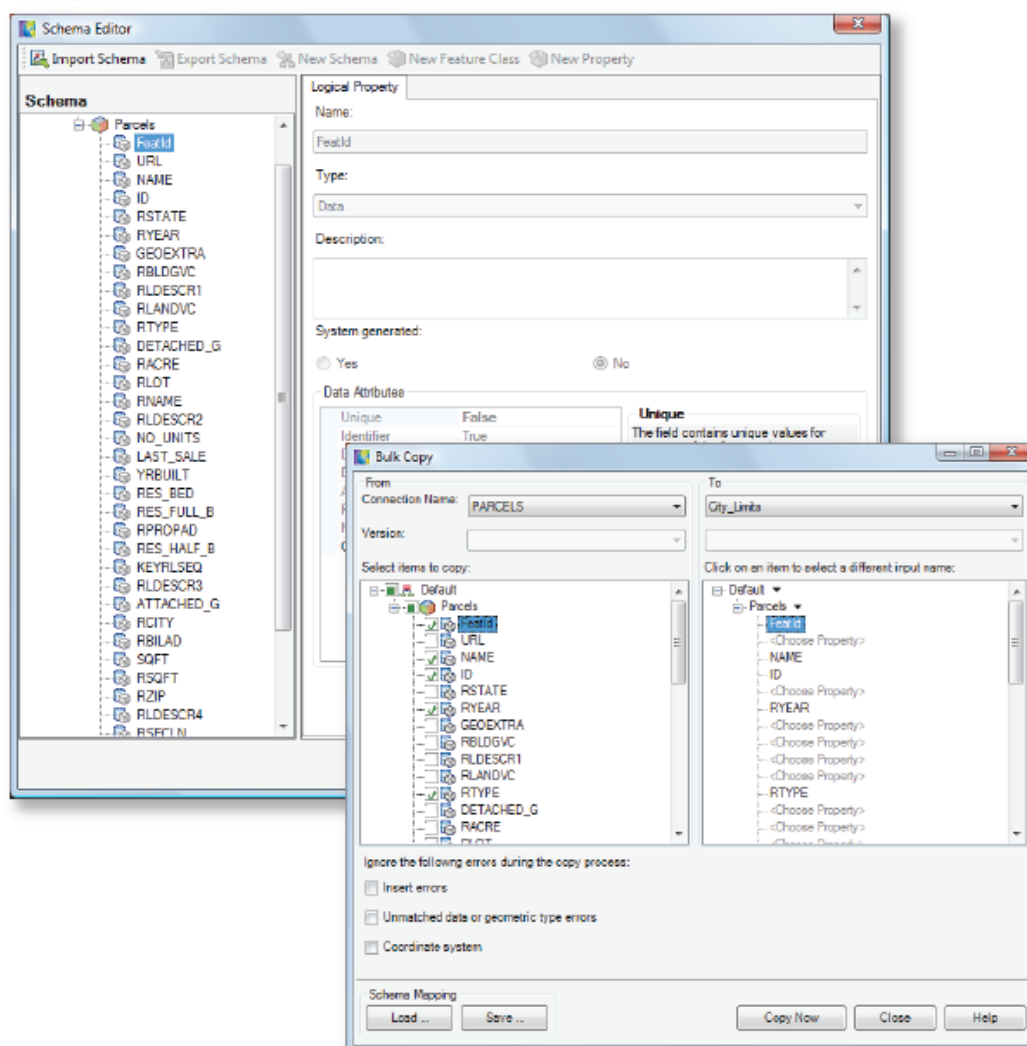 Schema Editor
Import Schema Export Schema New Schema New Feature Class New Property
Schema
Parcels
FeatId
URL
NAME
ID
RSTATE
RYEAR
GEOEXTRA
RBLDGVC
RLDESCR1
RLANDVC
RTYPE
DETACHED_G
RACRE
RLOT
RNAME
RLDESCR2
NO_UNITS
LAST_SALE
YRBUILT
RES_BED
RES_FULL_B
RPROPAD
RES_HALF_B
KEYRLSEQ
RLDESCR3
ATTACHED_G
RCITY
RBILAD
SQFT
RSQFT
RZIP
RLDESCR4
RSECLN
Logical Property
Name:
FeatId
Type:
Data
Description:
System generated:
Yes No
Data Attributes
Unique False
Identifier True
Unique
The field contains unique values for
Bulk Copy
From
Connection Name: PARCELS
Version:
Select items to copy:
Default
Parcels
FeatId
URL
NAME
ID
RSTATE
RYEAR
GEOEXTRA
RBLDGVC
RLDESCR1
RLANDVC
RTYPE
DETACHED_G
RACRE
RLOT
To
City_Limits
Click on an item to select a different input name:
Default
Parcels
FeatId
<Choose Property>
NAME
ID
<Choose Property>
RYEAR
<Choose Property>
<Choose Property>
<Choose Property>
<Choose Property>
RTYPE
<Choose Property>
<Choose Property>
<Choose Property>
Ignore the followng errors during the copy process:
Insert errors
Unmatched data or geometric type errors
Coordinate system
Schema Mapping
Load ... Save ... Copy Now Close Help